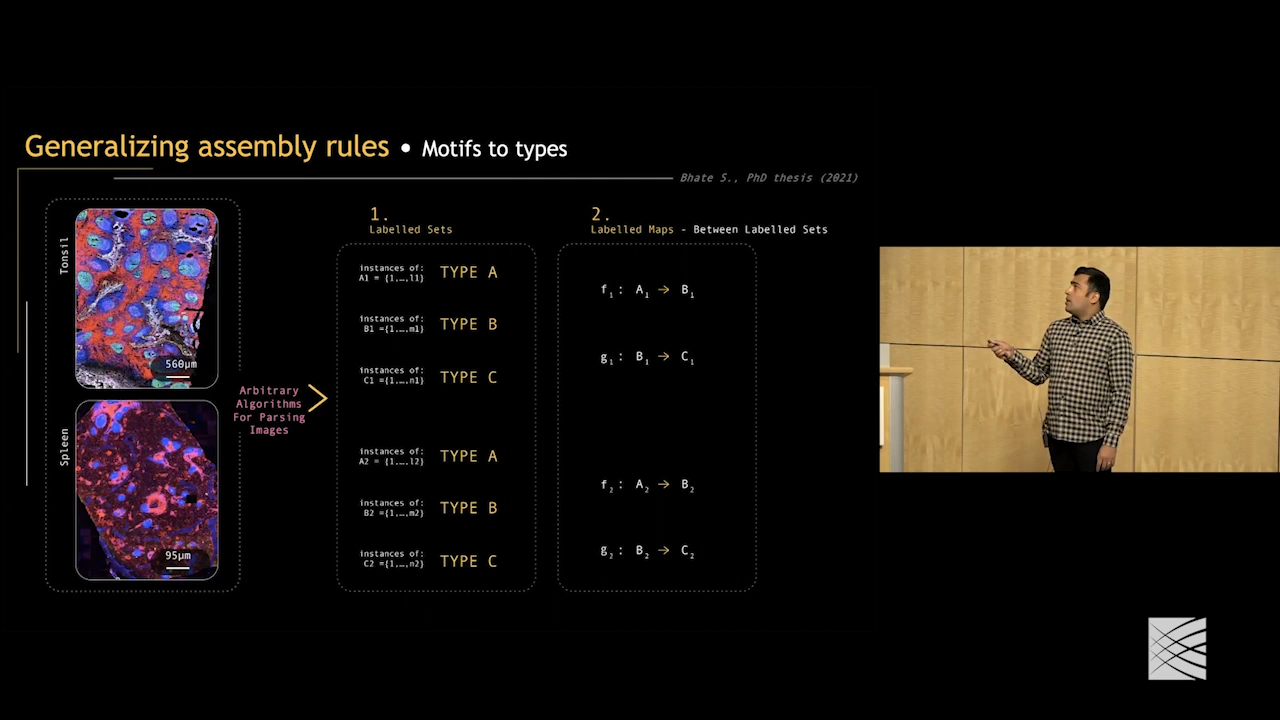 Generalizing assembly rules • Motifs to types
Bhate S., PhD thesis (2021)
Tonsil
560μm
Spleen
95μm
Arbitrary
Algorithms
For Parsing
Images
1.
Labelled Sets
instances of:
A1 = {1,…,l1}
TYPE A
instances of:
B1 ={1,…,m1}
TYPE B
instances of:
C1 ={1,…,n1}
TYPE C
instances of:
A2 = {1,…,l2}
TYPE A
instances of:
B2 ={1,…,m2}
TYPE B
instances of:
C2 ={1,…,n2}
TYPE C
2.
Labelled Maps - Between Labelled Sets
f₁: A₁ → B₁
g₁: B₁ → C₁
f₂: A₂ → B₂
g₂: B₂ → C₂